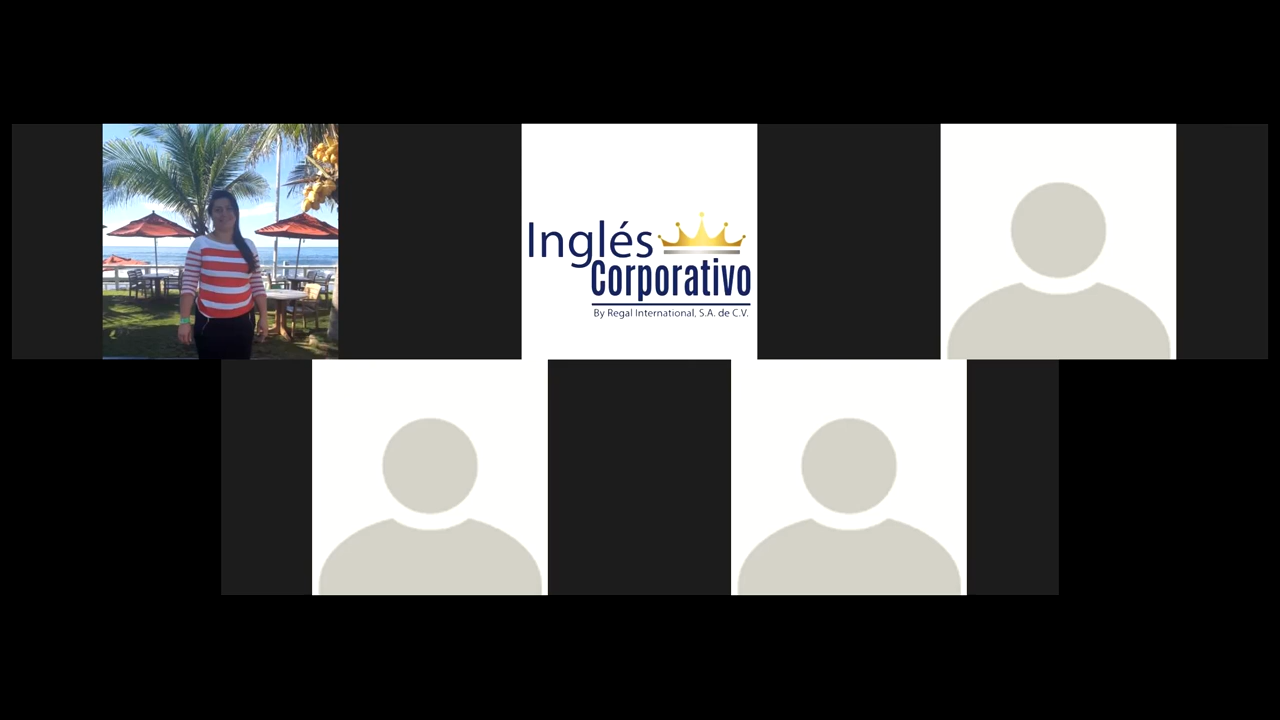 Inglés
Corporativo
By Regal International, S.A. de C.V.